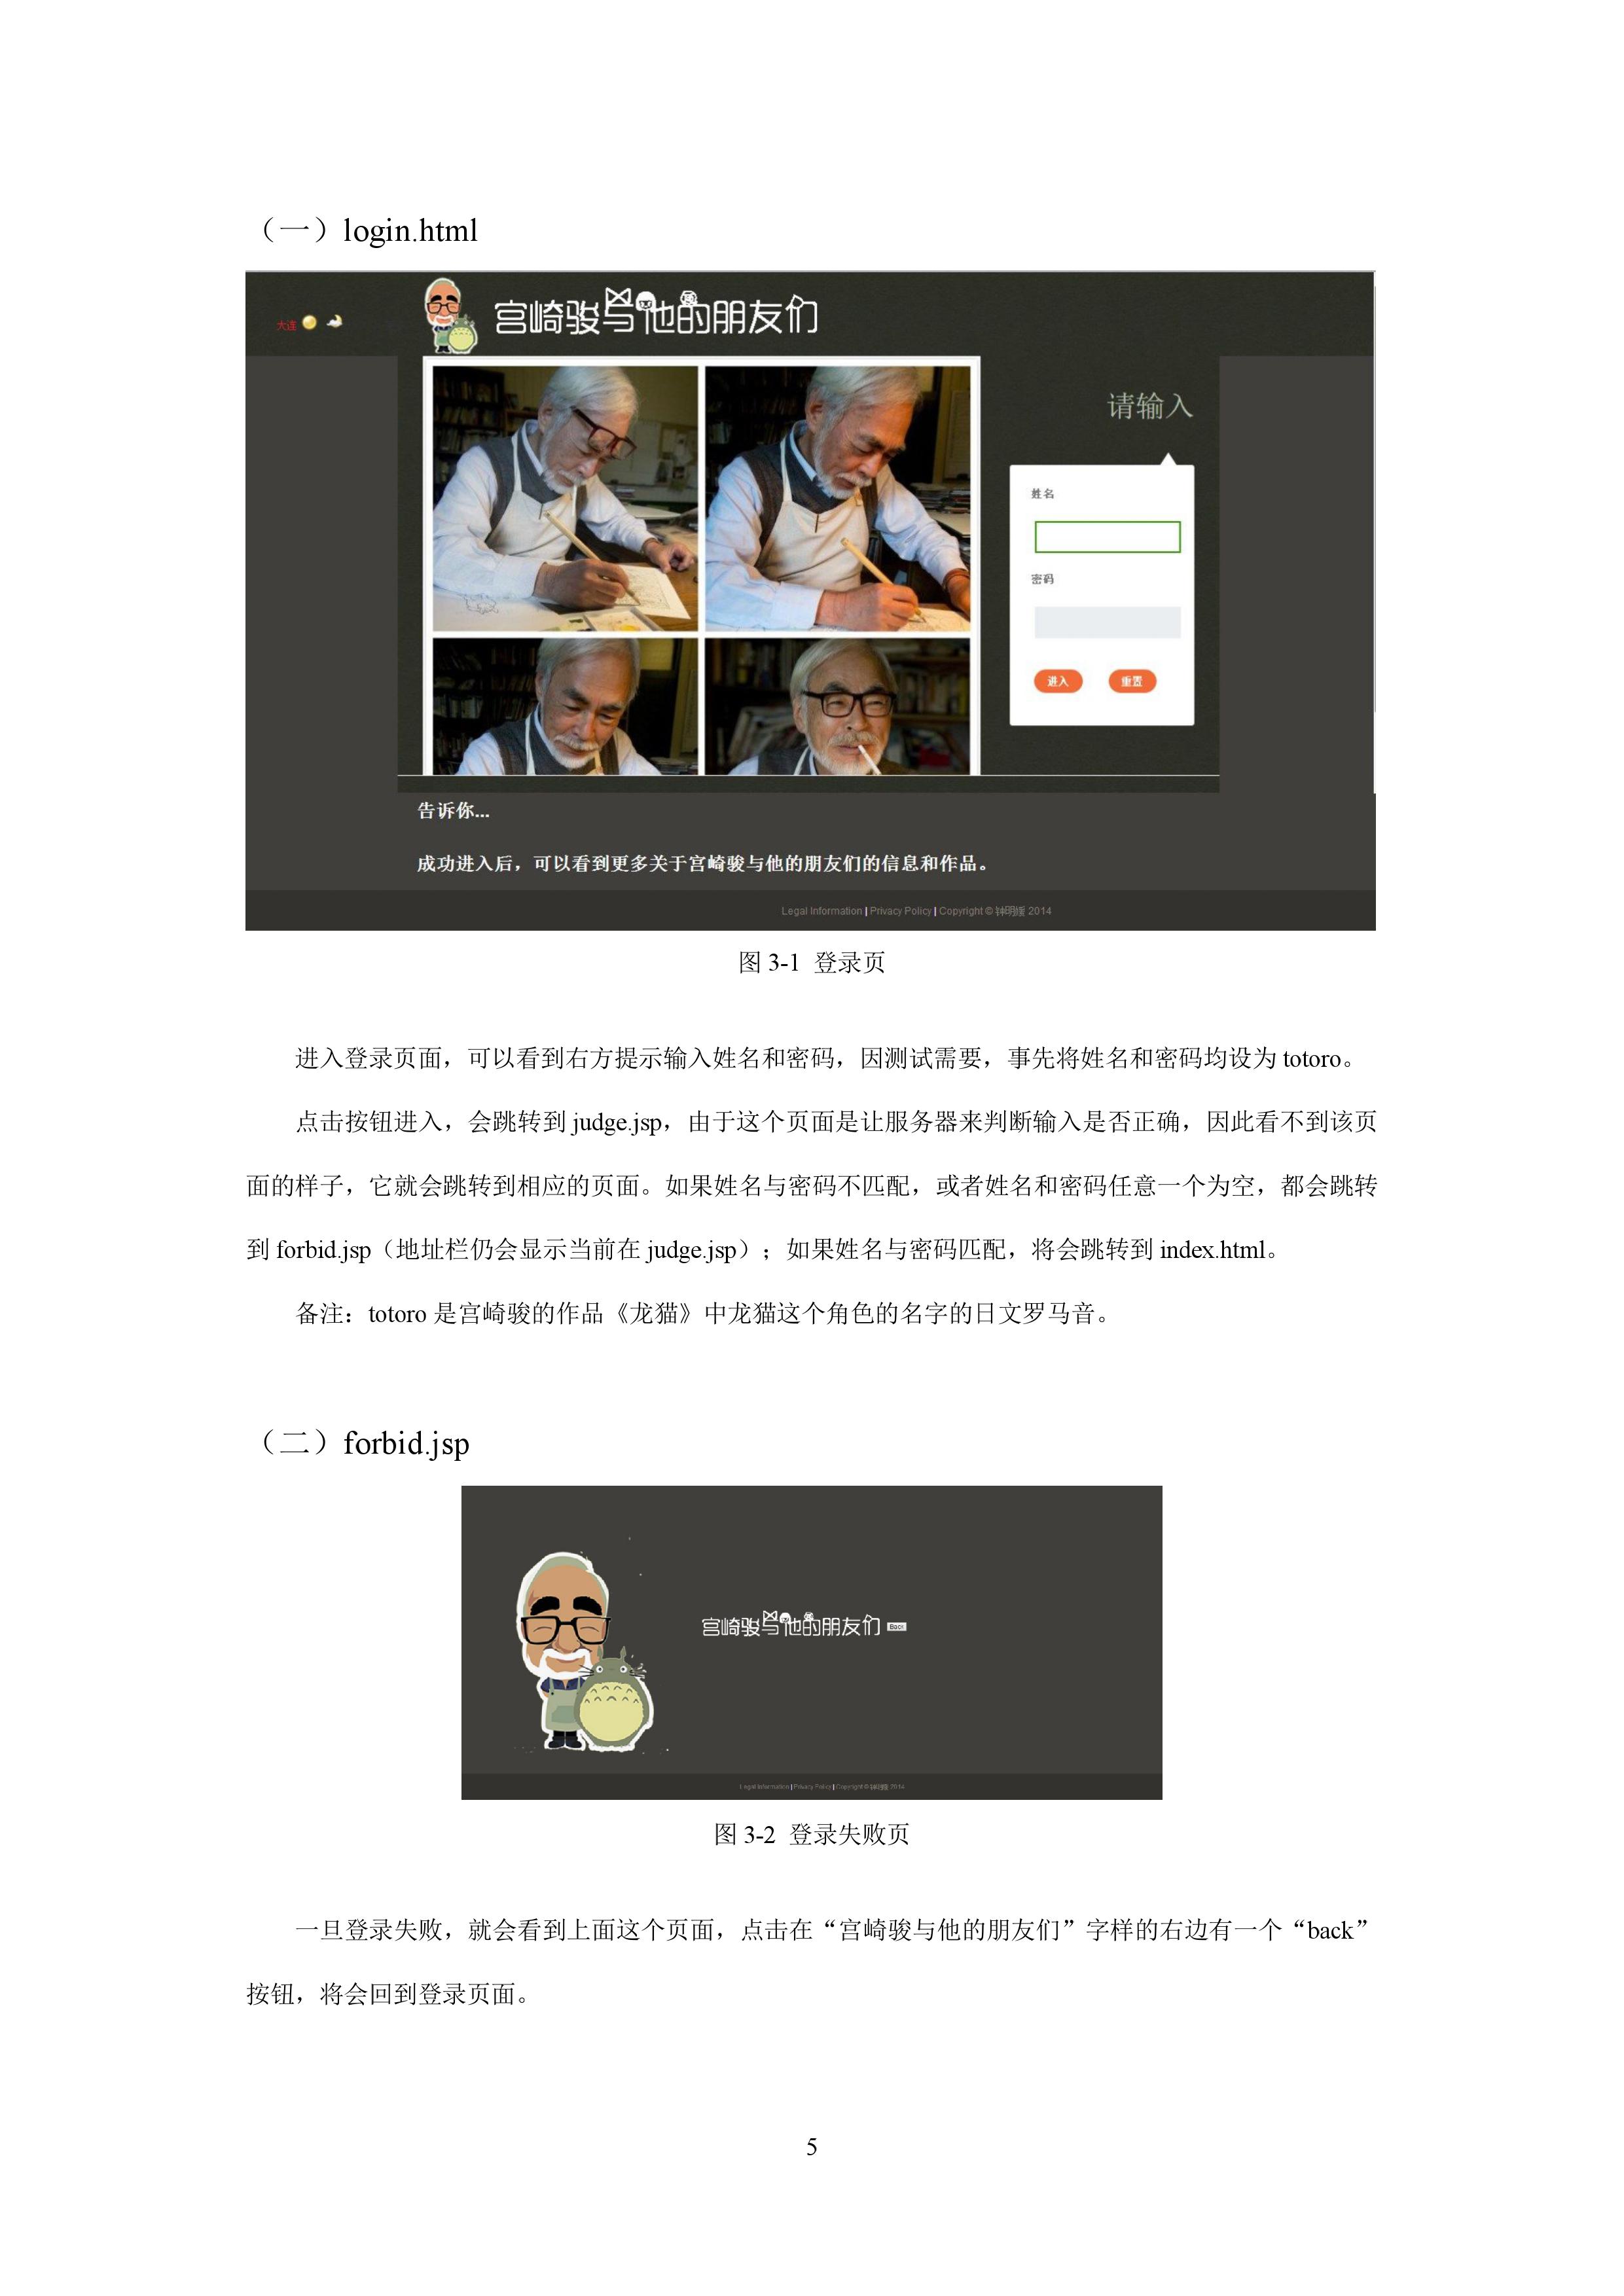 （一）login.html
大连
宫崎骏与他的朋友们
请输入
姓名
密码
进入 重置
告诉你...
成功进入后，可以看到更多关于宫崎骏与他的朋友们的信息和作品。
Legal Information | Privacy Policy | Copyright © 钟明媛 2014
图 3-1 登录页
进入登录页面，可以看到右方提示输入姓名和密码，因测试需要，事先将姓名和密码均设为 totoro。
点击按钮进入，会跳转到 judge.jsp，由于这个页面是让服务器来判断输入是否正确，因此看不到该页
面的样子，它就会跳转到相应的页面。如果姓名与密码不匹配，或者姓名和密码任意一个为空，都会跳转
到 forbid.jsp（地址栏仍会显示当前在 judge.jsp）；如果姓名与密码匹配，将会跳转到 index.html。
备注：totoro 是宫崎骏的作品《龙猫》中龙猫这个角色的名字的日文罗马音。
（二）forbid.jsp
宫崎骏与他的朋友们 Back
Legal Information | Privacy Policy | Copyright © 钟明媛 2014
图 3-2 登录失败页
一旦登录失败，就会看到上面这个页面，点击在“宫崎骏与他的朋友们”字样的右边有一个“back”
按钮，将会回到登录页面。
5